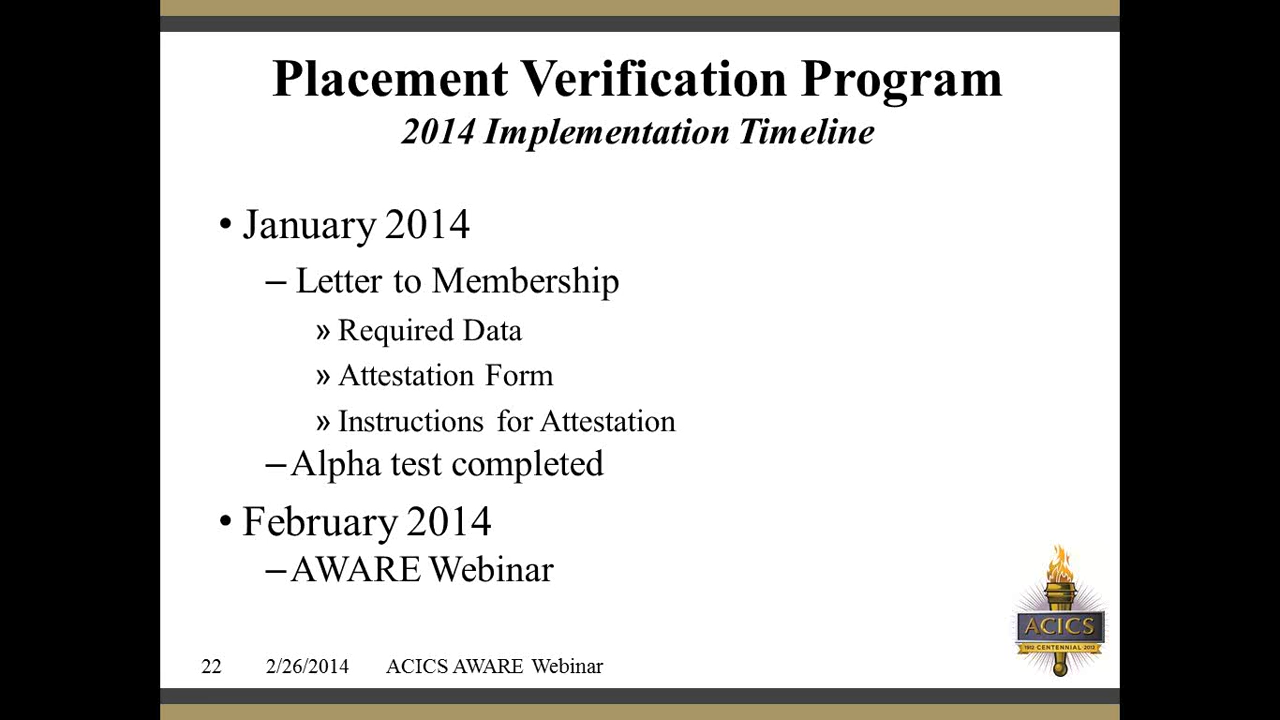 Placement Verification Program
2014 Implementation Timeline
• January 2014
– Letter to Membership
» Required Data
» Attestation Form
» Instructions for Attestation
– Alpha test completed
• February 2014
– AWARE Webinar
ACICS
1912 CENTENNIAL 2012
22 2/26/2014 ACICS AWARE Webinar